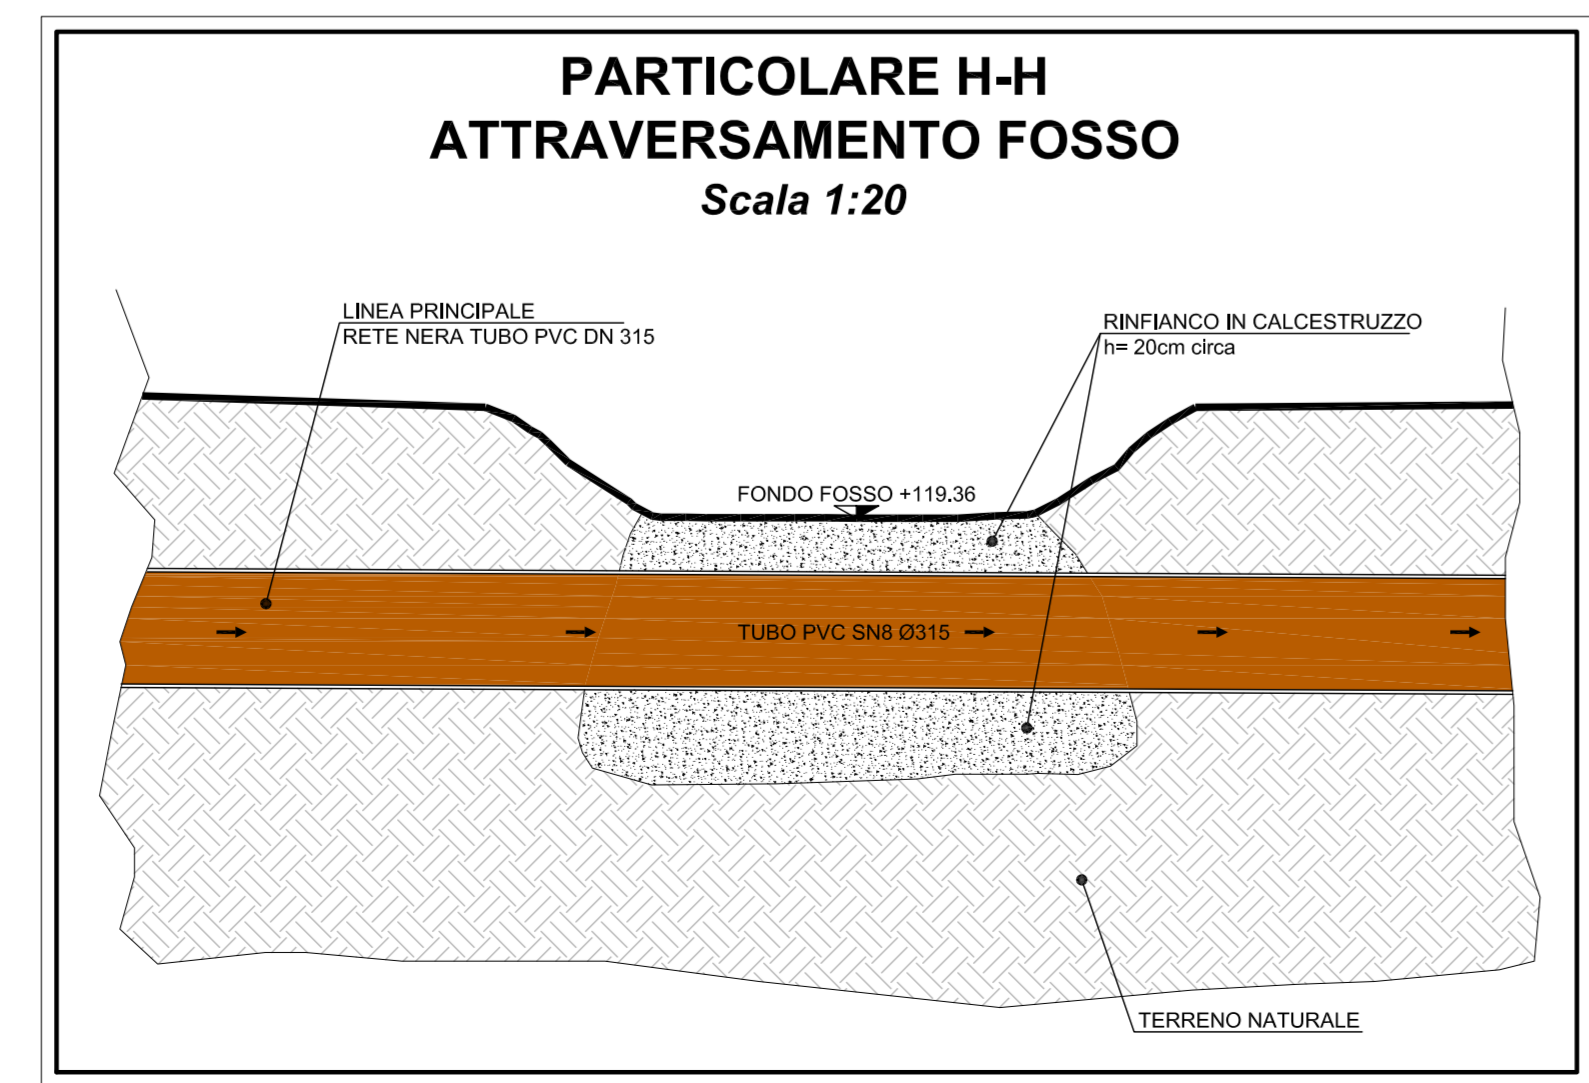 PARTICOLARE H-H
ATTRAVERSAMENTO FOSSO
Scala 1:20
LINEA PRINCIPALE
RETE NERA TUBO PVC DN 315
RINFIANCO IN CALCESTRUZZO
h= 20cm circa
FONDO FOSSO +119.36
TUBO PVC SN8 Ø315
TERRENO NATURALE